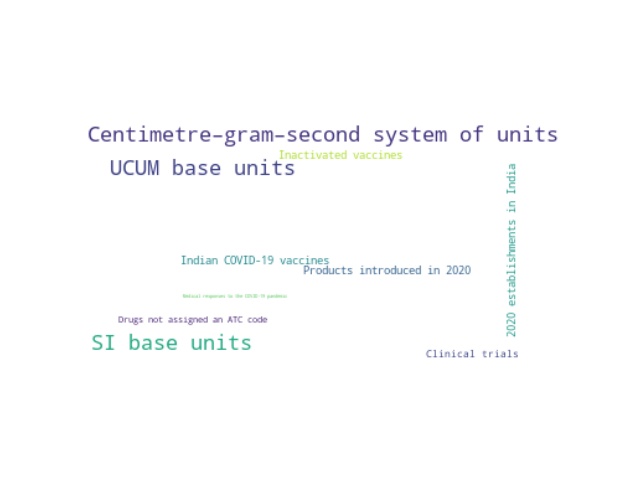 Centimetre–gram–second system of units
Inactivated vaccines
UCUM base units
2020 establishments in India
Indian COVID-19 vaccines
Products introduced in 2020
Medical responses to the COVID-19 pandemic
Drugs not assigned an ATC code
SI base units
Clinical trials